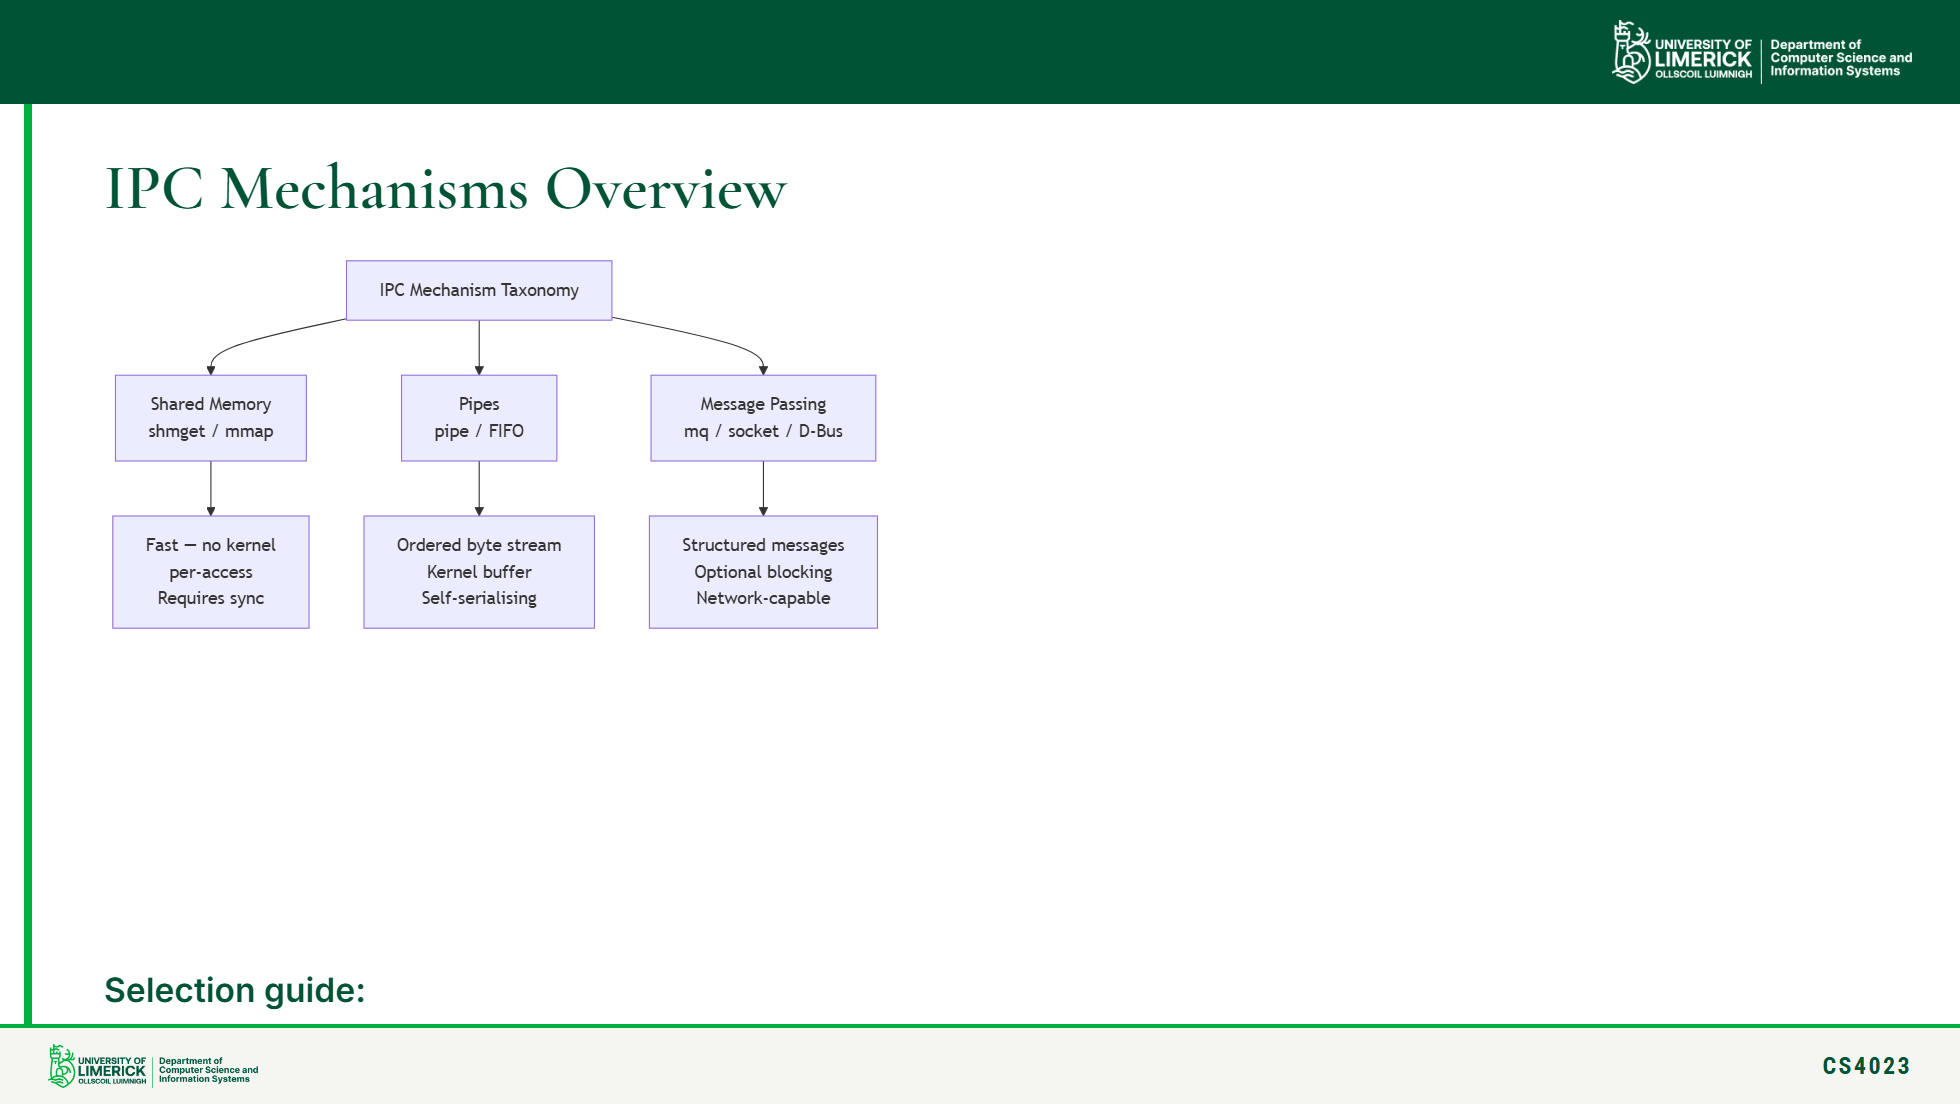 UNIVERSITY OF
LIMERICK
OLLSCOIL LUIMNIGH
Department of
Computer Science and
Information Systems
IPC Mechanisms Overview
IPC Mechanism Taxonomy
Shared Memory
shmget / mmap
Pipes
pipe / FIFO
Message Passing
mq / socket / D-Bus
Fast — no kernel
per-access
Requires sync
Ordered byte stream
Kernel buffer
Self-serialising
Structured messages
Optional blocking
Network-capable
Selection guide:
UNIVERSITY OF
LIMERICK
OLLSCOIL LUIMNIGH
Department of
Computer Science and
Information Systems
CS4023